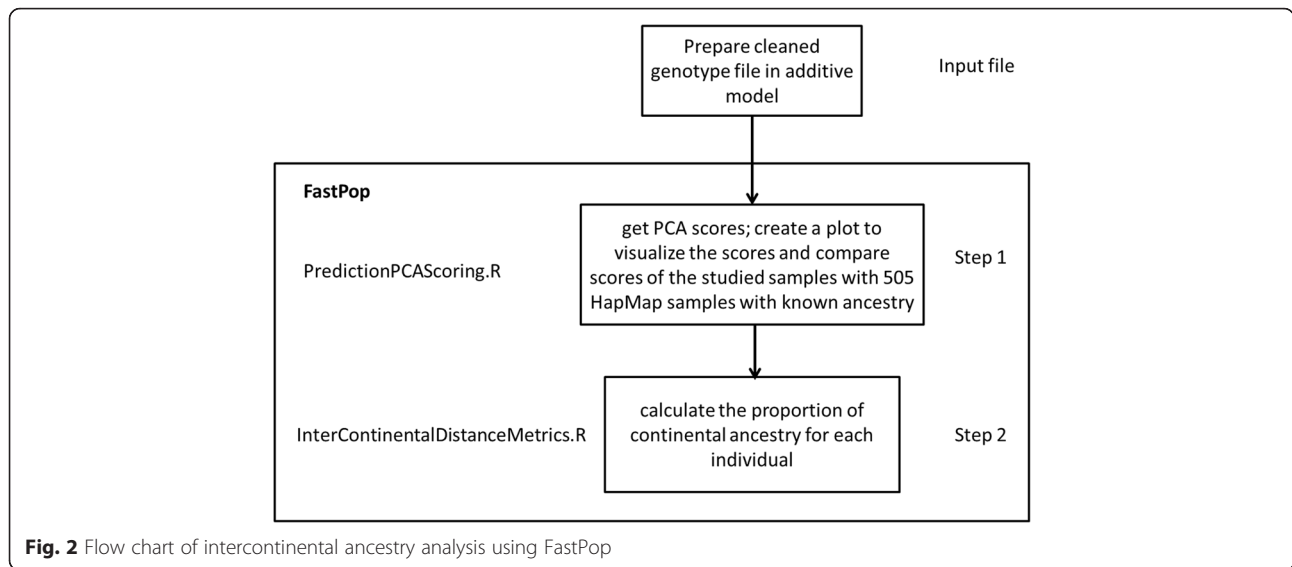 Prepare cleaned
genotype file in additive
model
Input file
FastPop
PredictionPCAScoring.R
get PCA scores; create a plot to
visualize the scores and compare
scores of the studied samples with 505
HapMap samples with known ancestry
Step 1
InterContinentalDistanceMetrics.R
calculate the proportion of
continental ancestry for each
individual
Step 2
Fig. 2 Flow chart of intercontinental ancestry analysis using FastPop